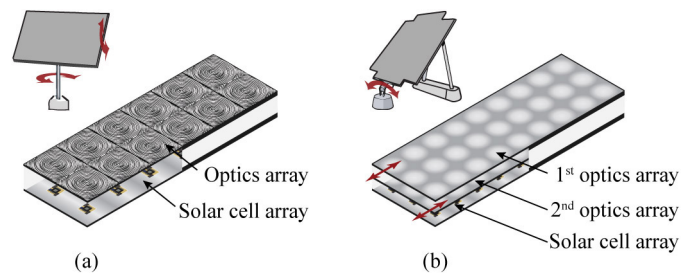 Optics array
Solar cell array
(a)
1st optics array
2nd optics array
Solar cell array
(b)